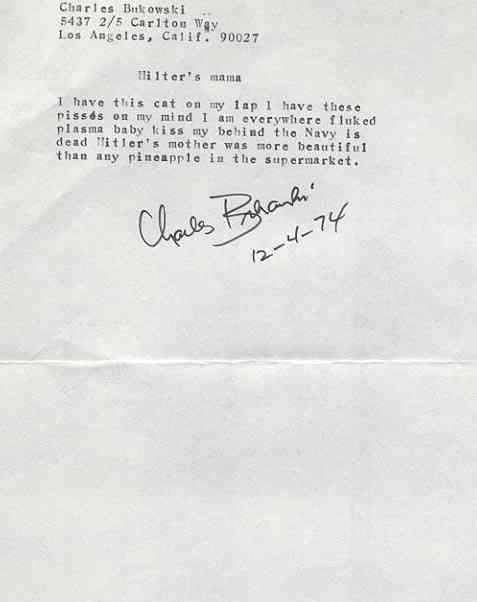 Charles Bukowski
5437 2/5 Carlton Way
Los Angeles, Calif. 90027
Hilter's mama
I have this cat on my lap I have these
pisses on my mind I am everywhere fluked
plasma baby kiss my behind the Navy is
dead Hitler's mother was more beautiful
than any pineapple in the supermarket.
Charles Bukowski
12-4-74